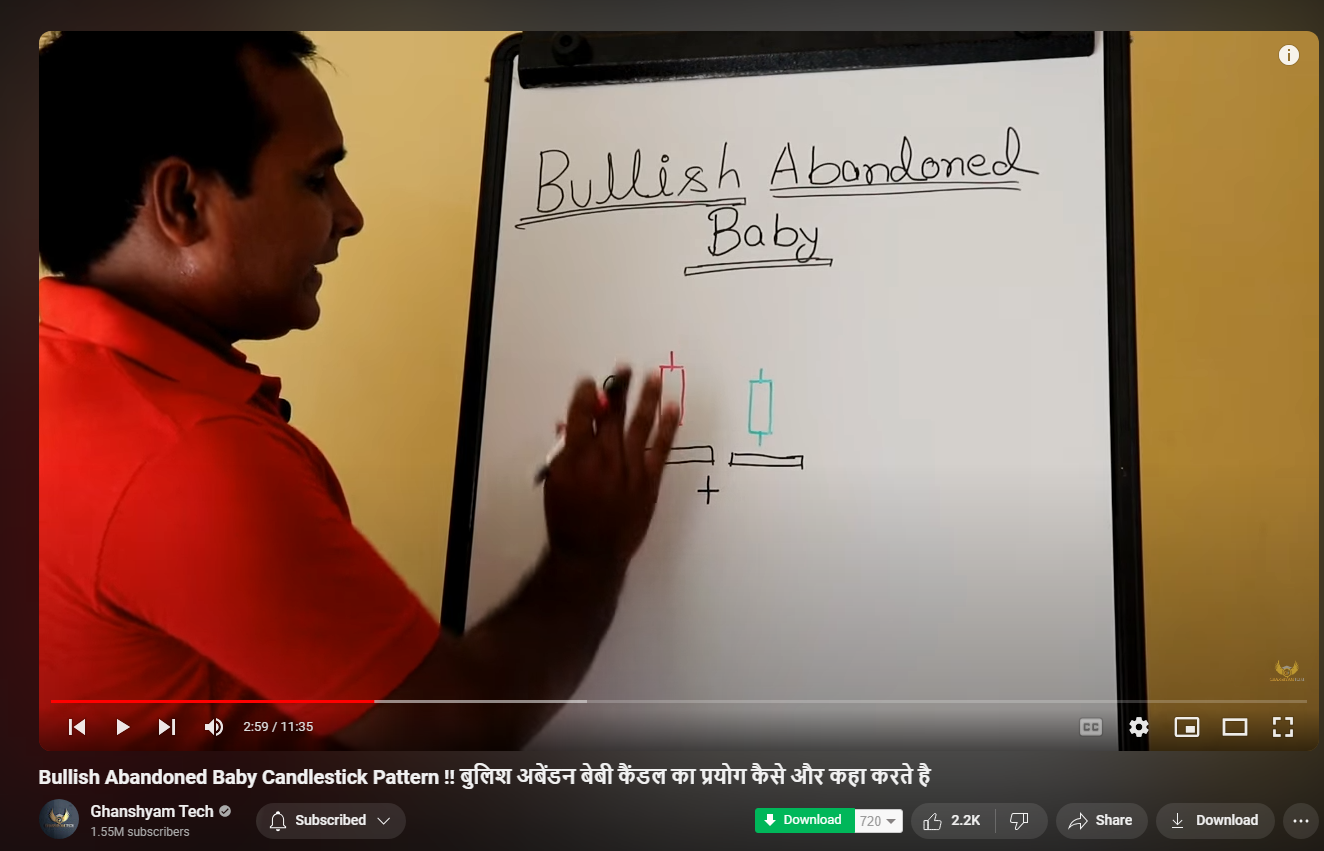 Bullish Abandoned
Baby
2:59 / 11:35
CC
Bullish Abandoned Baby Candlestick Pattern !! बुलिश अबेंडन बेबी कैंडल का प्रयोग कैसे और कहा करते है
Ghanshyam Tech
1.55M subscribers
Subscribed
Download 720
2.2K
Share
Download